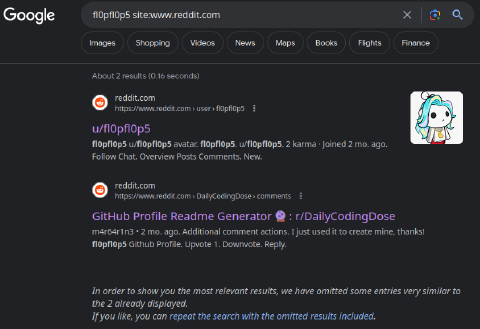 Google
fl0pfl0p5 site:www.reddit.com
Images
Shopping
Videos
News
Maps
Books
Flights
Finance
About 2 results (0.16 seconds)
reddit.com
https://www.reddit.com › user › fl0pfl0p5
u/fl0pfl0p5
fl0pfl0p5 u/fl0pfl0p5 avatar. fl0pfl0p5. u/fl0pfl0p5. 2 karma · Joined 2 mo. ago.
Follow Chat. Overview Posts Comments. New.
reddit.com
https://www.reddit.com › DailyCodingDose › comments
GitHub Profile Readme Generator 🔮 : r/DailyCodingDose
m4r64r1n3 • 2 mo. ago. Additional comment actions. I just used it to create mine, thanks!
fl0pfl0p5 Github Profile. Upvote 1. Downvote. Reply.
In order to show you the most relevant results, we have omitted some entries very similar to
the 2 already displayed.
If you like, you can repeat the search with the omitted results included.